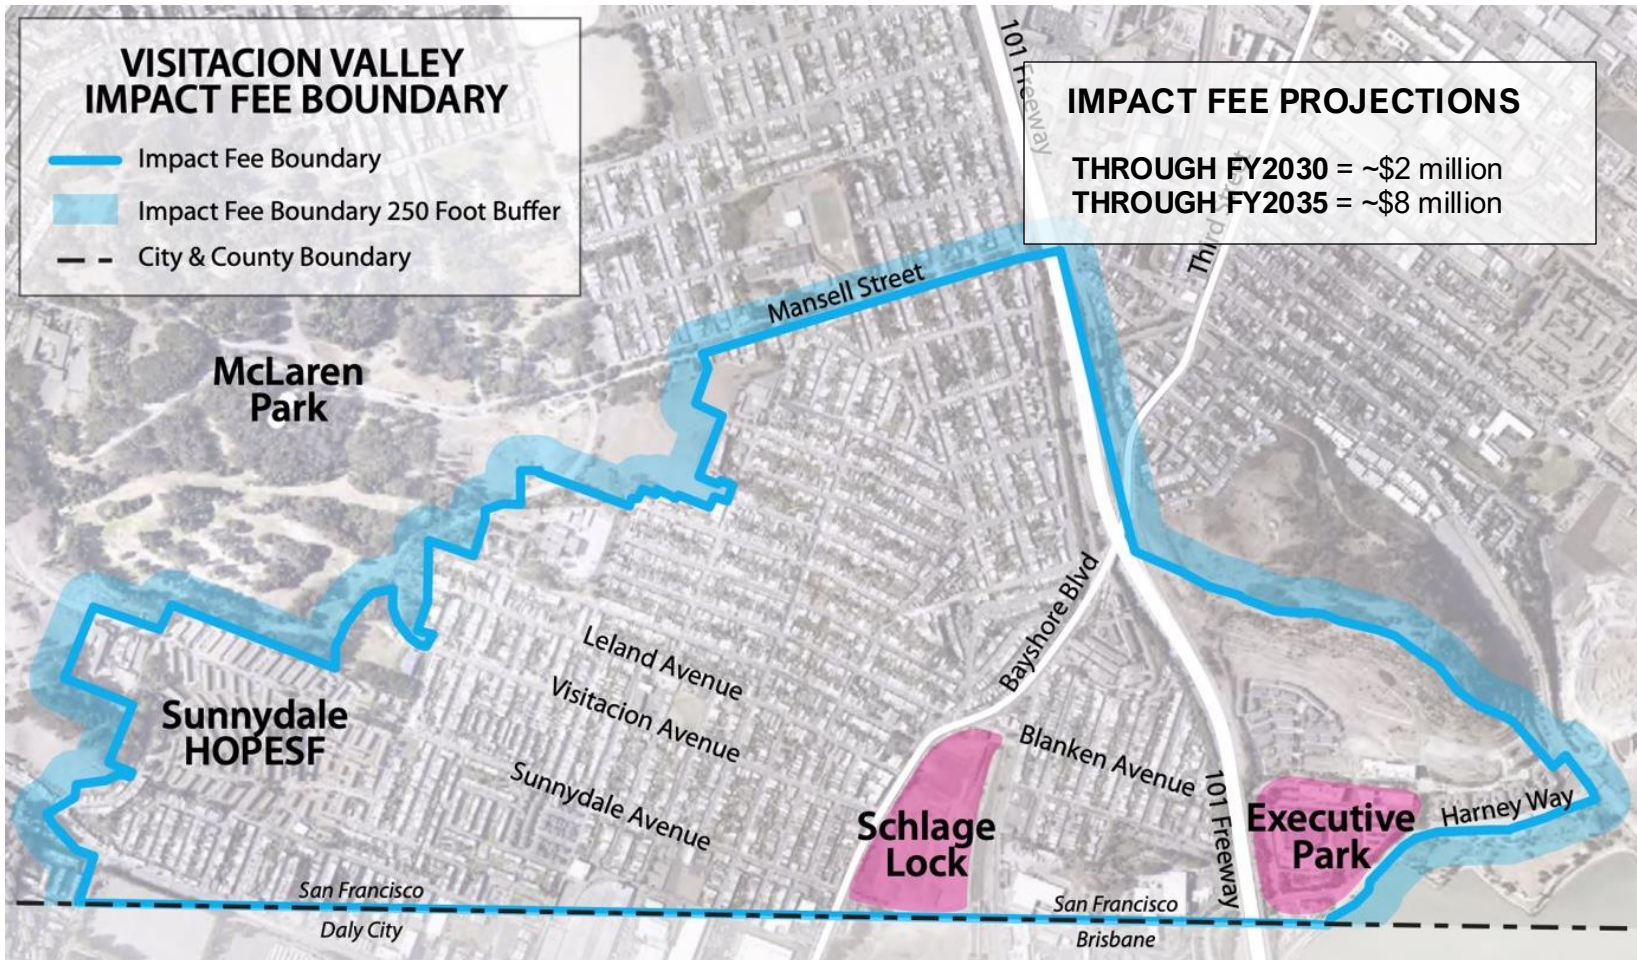 VISITACION VALLEY
IMPACT FEE BOUNDARY
Impact Fee Boundary
Impact Fee Boundary 250 Foot Buffer
City & County Boundary
101 Freeway
IMPACT FEE PROJECTIONS
THROUGH FY2030 = ~$2 million
THROUGH FY2035 = ~$8 million
Third Street
Mansell Street
McLaren
Park
Bayshore Blvd
Leland Avenue
Visitacion Avenue
Sunnydale Avenue
Sunnydale
HOPESF
Blanken Avenue
101 Freeway
Schlage
Lock
Executive
Park
Harney Way
San Francisco
Daly City
San Francisco
Brisbane